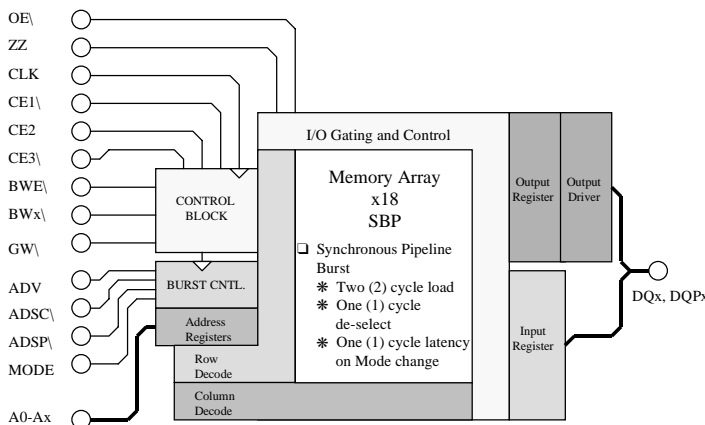 OE\
ZZ
CLK
CE1\
CE2
CE3\
BWE\
BWx\
GW\
ADV
ADSC\
ADSP\
MODE
A0-Ax
CONTROL
BLOCK
BURST CNTL.
Address
Registers
Row
Decode
Column
Decode
I/O Gating and Control
Memory Array
x18
SBP
❏ Synchronous Pipeline
Burst
✻ Two (2) cycle load
✻ One (1) cycle
de-select
✻ One (1) cycle latency
on Mode change
Output
Register
Output
Driver
Input
Register
DQx, DQPx